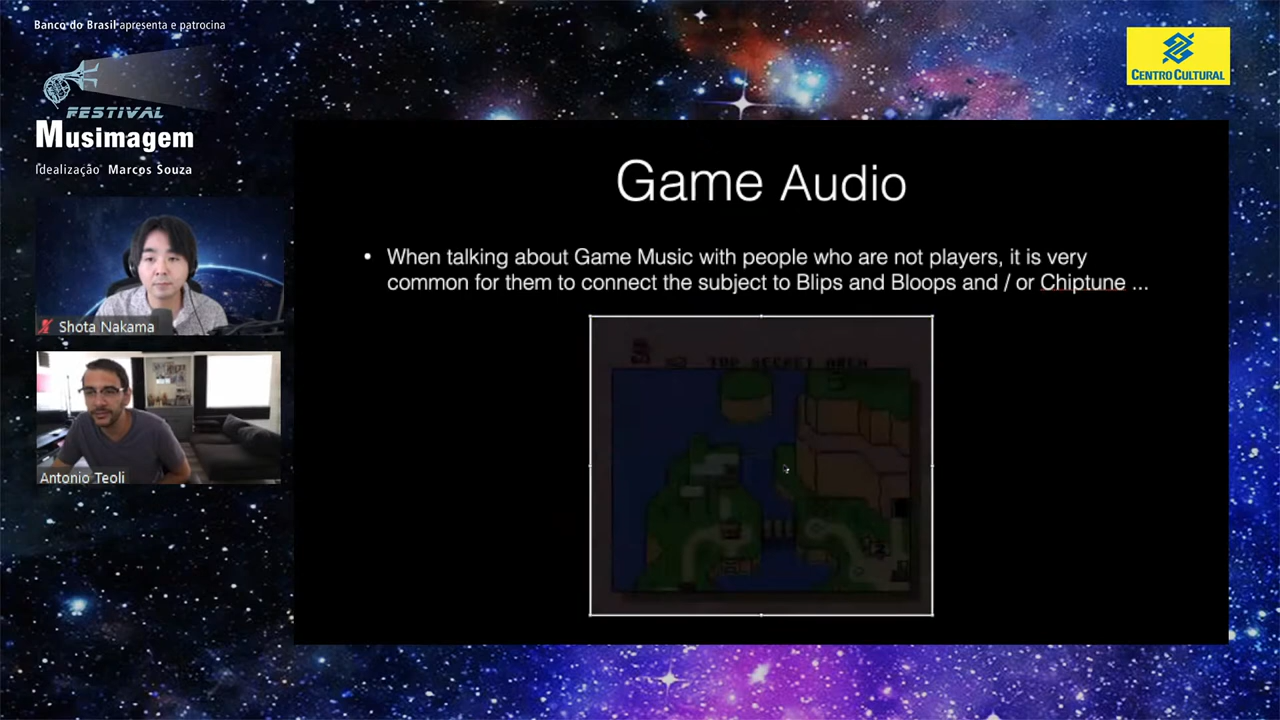 Banco do Brasil apresenta e patrocina
FESTIVAL
Musimagem
Idealização Marcos Souza
CENTRO CULTURAL
Game Audio
• When talking about Game Music with people who are not players, it is very
common for them to connect the subject to Blips and Bloops and / or Chiptune ...
TOP SECRET AREA
Shota Nakama
Antonio Teoli